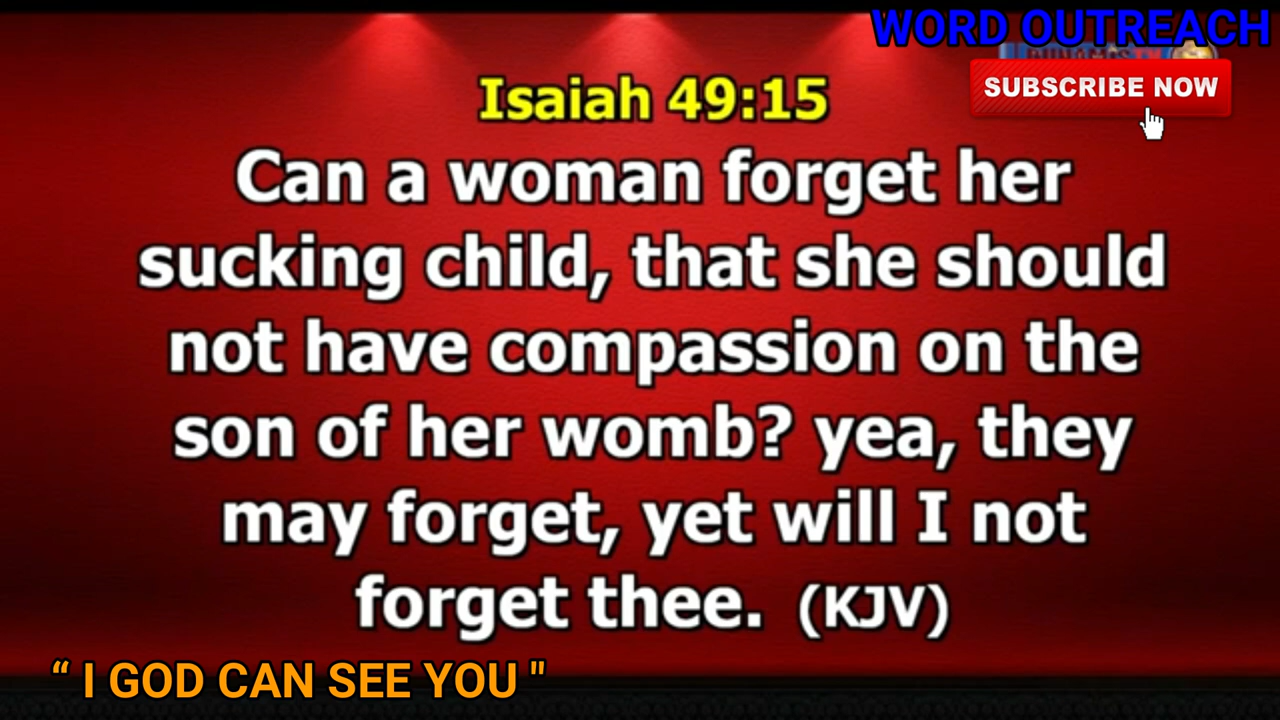 WORD OUTREACH
SUBSCRIBE NOW
Isaiah 49:15
Can a woman forget her
sucking child, that she should
not have compassion on the
son of her womb? yea, they
may forget, yet will I not
forget thee. (KJV)
“ I GOD CAN SEE YOU "